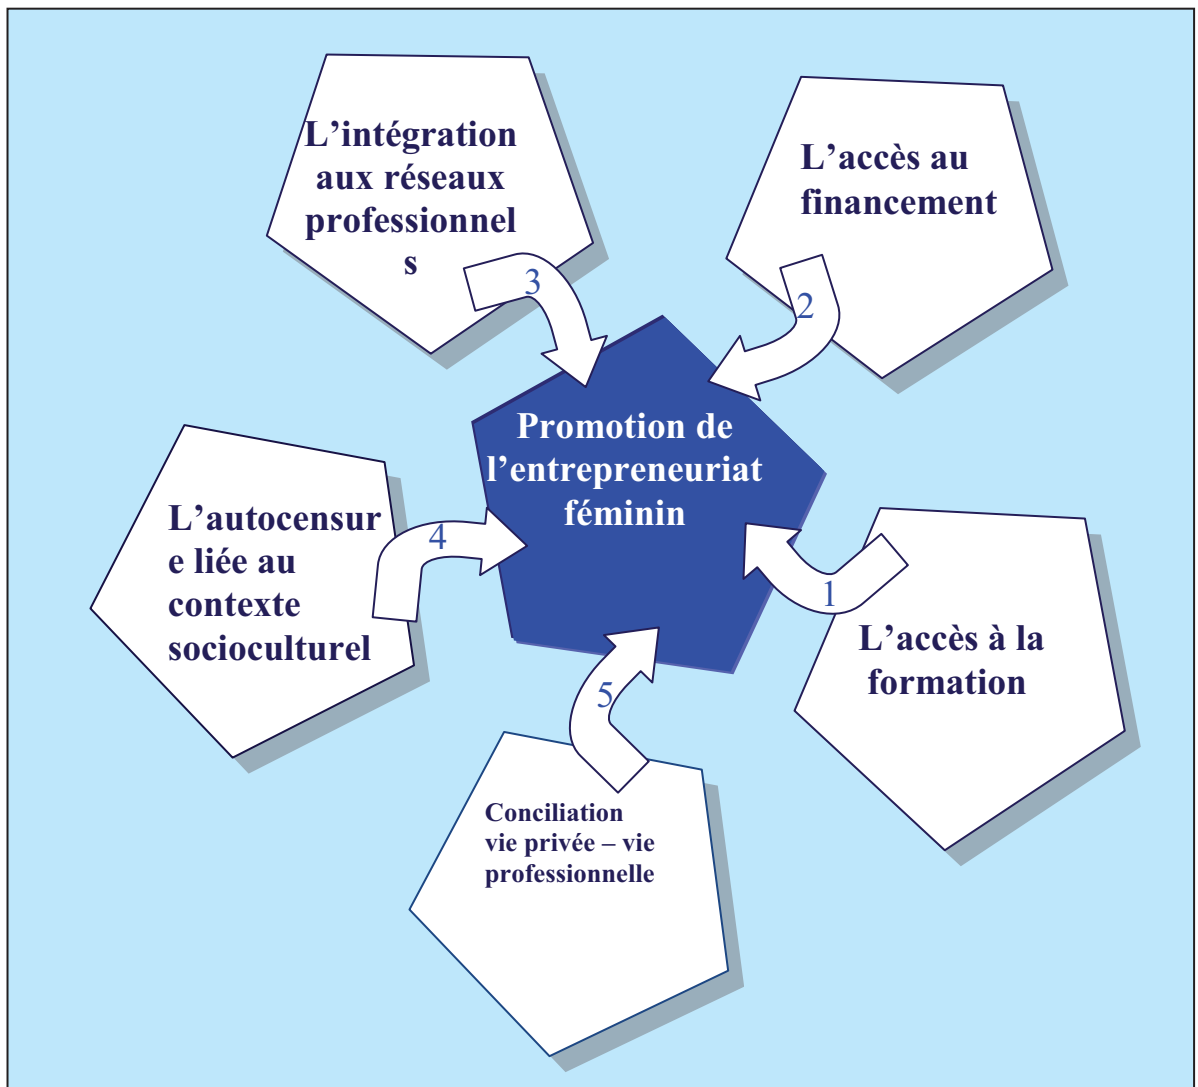 L’intégration
aux réseaux
professionnel
s
3
L’accès au
financement
2
Promotion de
l’entrepreneuriat
féminin
L’autocensur
e liée au
contexte
socioculturel
4
1
L’accès à la
formation
5
Conciliation
vie privée – vie
professionnelle